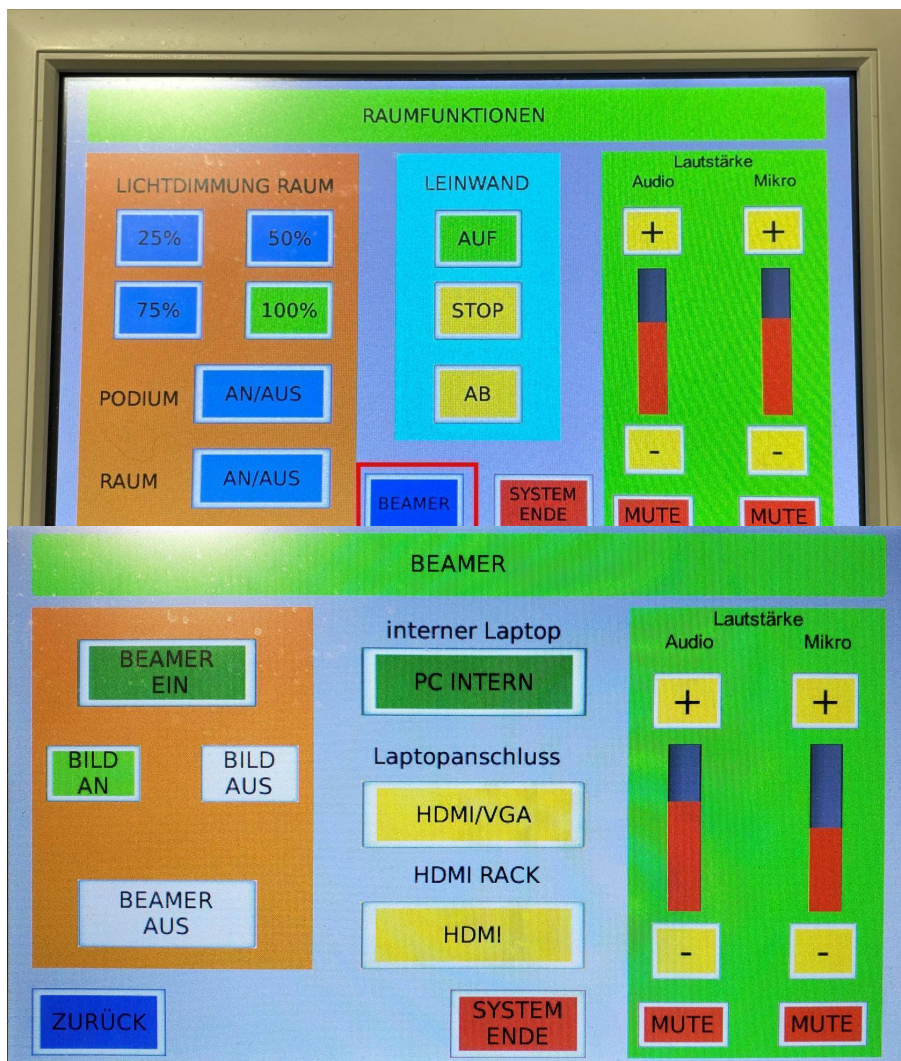 RAUMFUNKTIONEN
LICHTDIMMUNG RAUM
25%
50%
75%
100%
PODIUM
AN/AUS
RAUM
AN/AUS
LEINWAND
AUF
STOP
AB
BEAMER
SYSTEM
ENDE
Lautstärke
Audio
Mikro
+
+
-
-
MUTE
MUTE
BEAMER
BEAMER
EIN
BILD
AN
BILD
AUS
BEAMER
AUS
ZURÜCK
interner Laptop
PC INTERN
Laptopanschluss
HDMI/VGA
HDMI RACK
HDMI
SYSTEM
ENDE
Lautstärke
Audio
Mikro
+
+
-
-
MUTE
MUTE